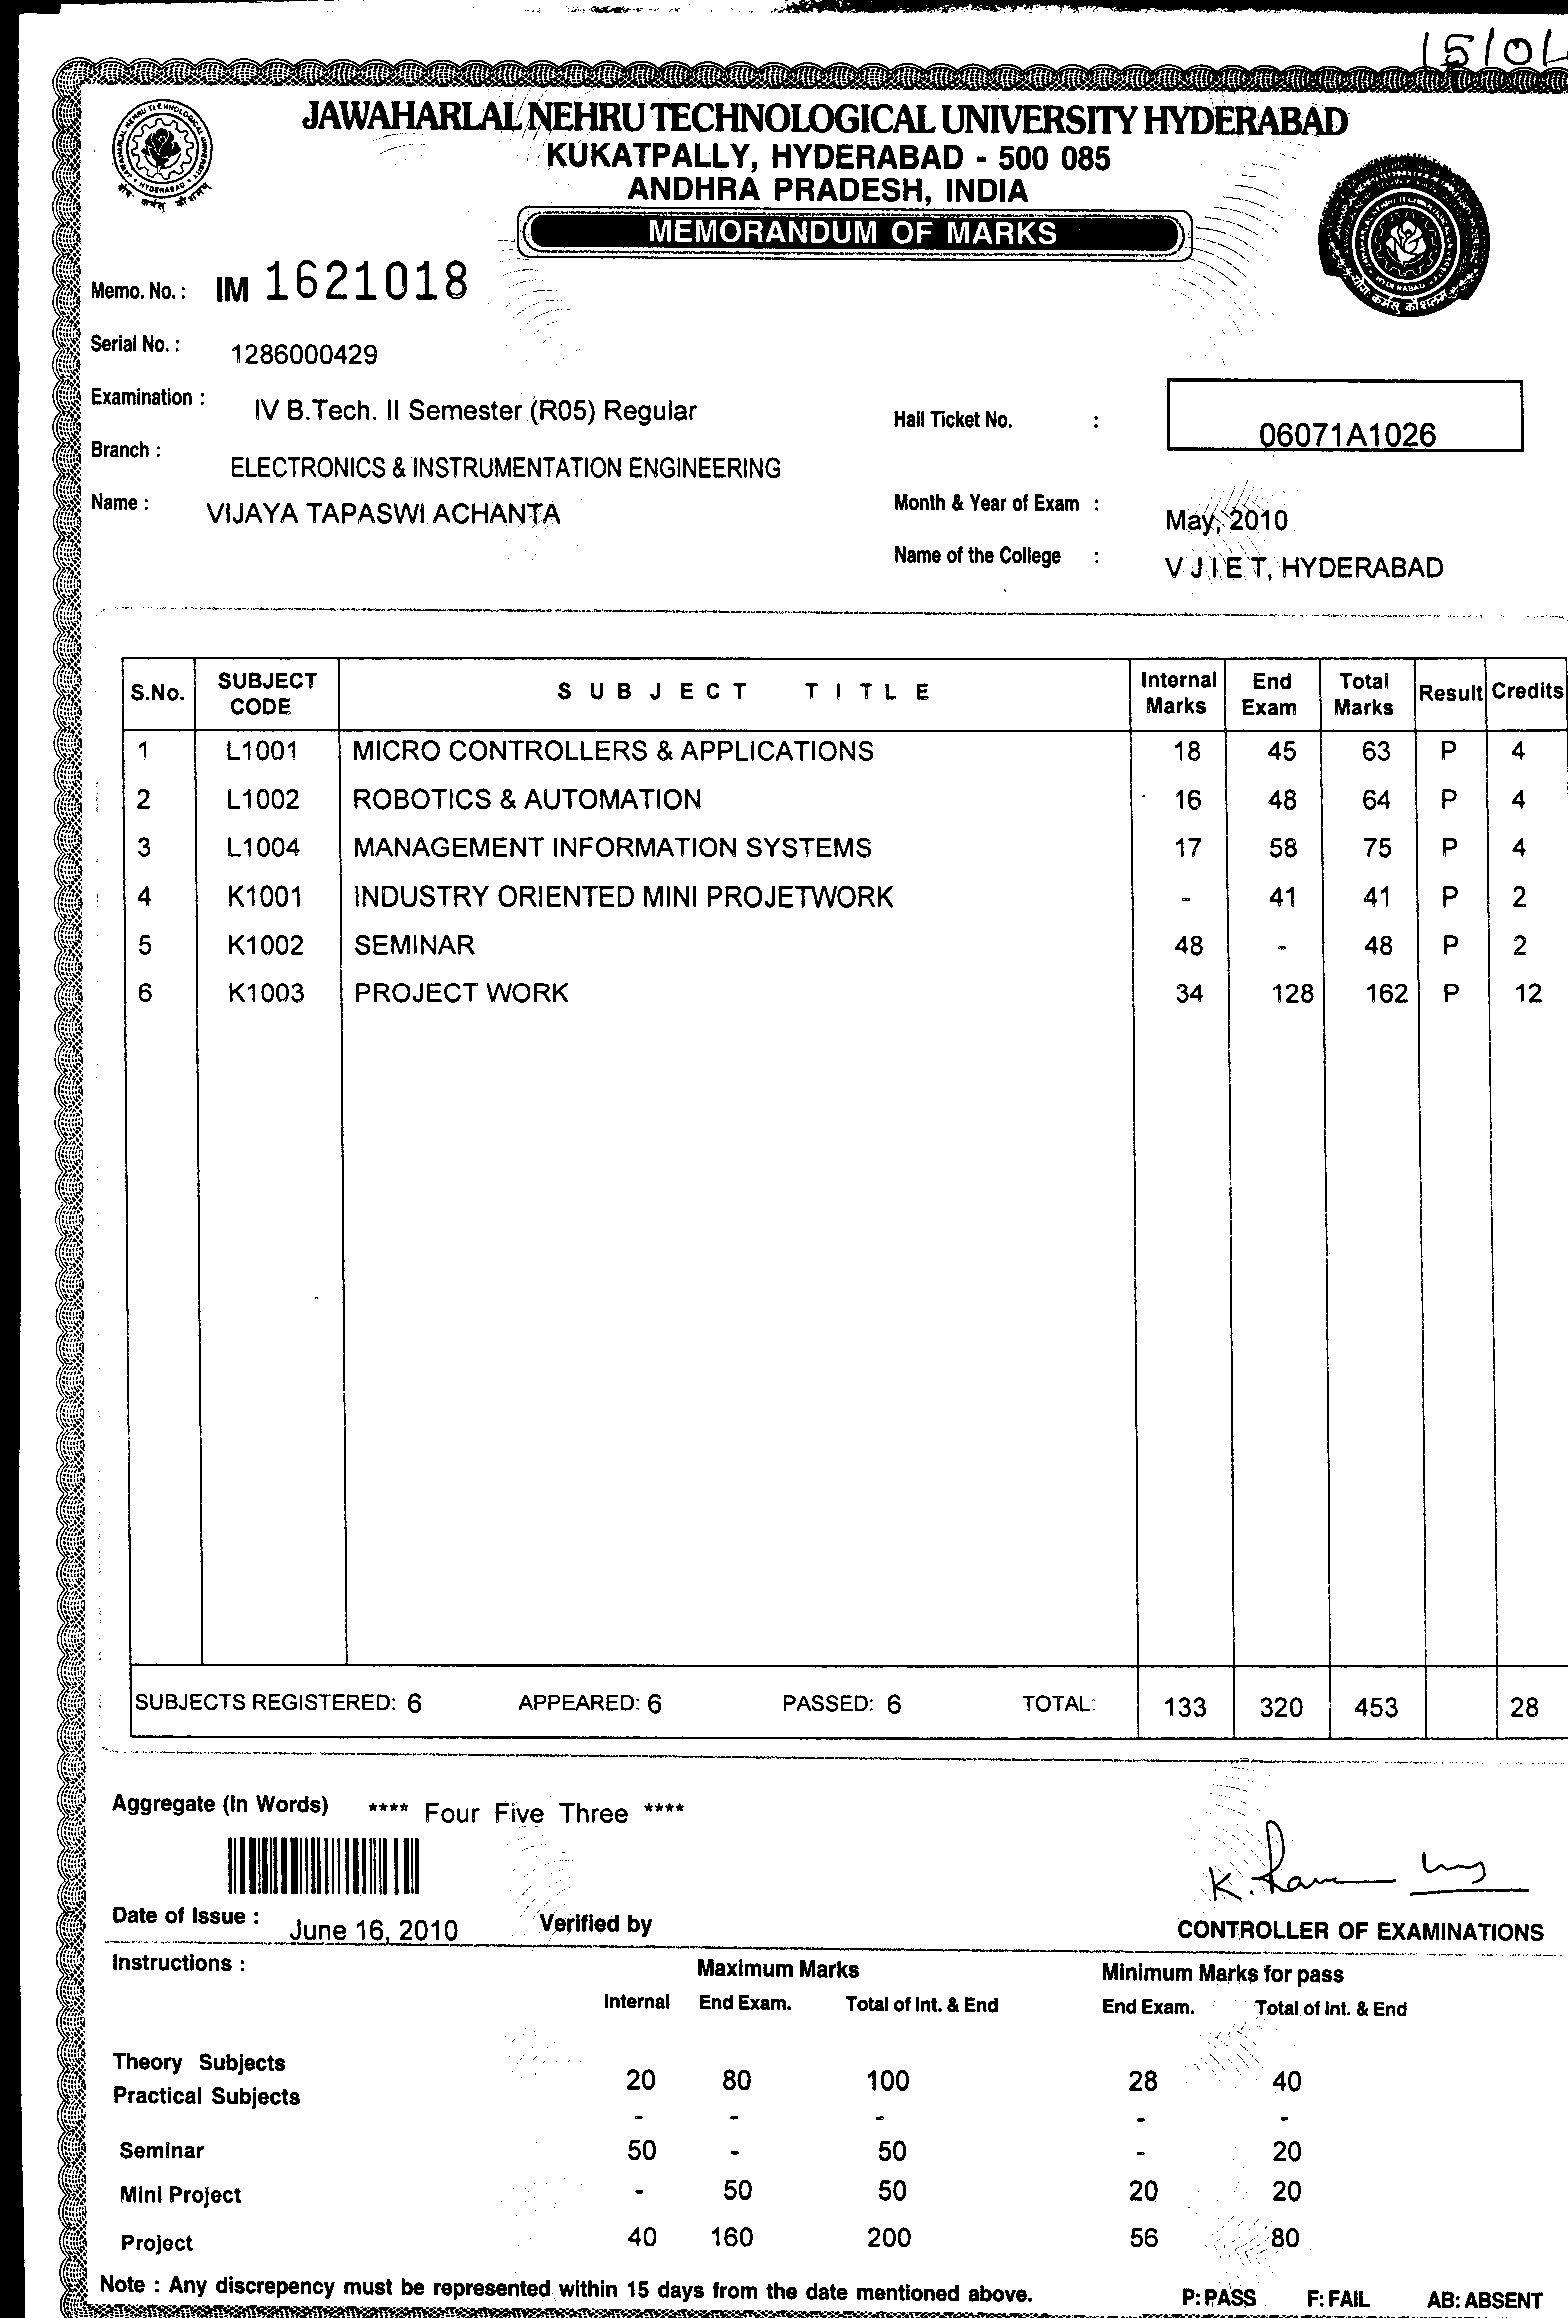 15/0
JAWAHARLAL NEHRU TECHNOLOGICAL UNIVERSITY HYDERABAD
KUKATPALLY, HYDERABAD - 500 085
ANDHRA PRADESH, INDIA
MEMORANDUM OF MARKS
Memo. No. : IM 1621018
Serial No. : 1286000429
Examination : IV B.Tech. II Semester (R05) Regular
Hall Ticket No. : 06071A1026
Branch : ELECTRONICS & INSTRUMENTATION ENGINEERING
Name : VIJAYA TAPASWI ACHANTA
Month & Year of Exam : May, 2010
Name of the College : V J I E T, HYDERABAD
S.No. SUBJECT CODE SUBJECT TITLE Internal Marks End Exam Total Marks Result Credits
1 L1001 MICRO CONTROLLERS & APPLICATIONS 18 45 63 P 4
2 L1002 ROBOTICS & AUTOMATION 16 48 64 P 4
3 L1004 MANAGEMENT INFORMATION SYSTEMS 17 58 75 P 4
4 K1001 INDUSTRY ORIENTED MINI PROJETWORK - 41 41 P 2
5 K1002 SEMINAR 48 - 48 P 2
6 K1003 PROJECT WORK 34 128 162 P 12
SUBJECTS REGISTERED: 6 APPEARED: 6 PASSED: 6 TOTAL: 133 320 453 28
Aggregate (In Words) **** Four Five Three ****
Date of Issue : June 16, 2010 Verified by
CONTROLLER OF EXAMINATIONS
Instructions : Maximum Marks Minimum Marks for pass
Internal End Exam. Total of Int. & End End Exam. Total of Int. & End
Theory Subjects 20 80 100 28 40
Practical Subjects - - - - -
Seminar 50 - 50 - 20
Mini Project - 50 50 20 20
Project 40 160 200 56 80
Note : Any discrepency must be represented within 15 days from the date mentioned above.
P: PASS F: FAIL AB: ABSENT